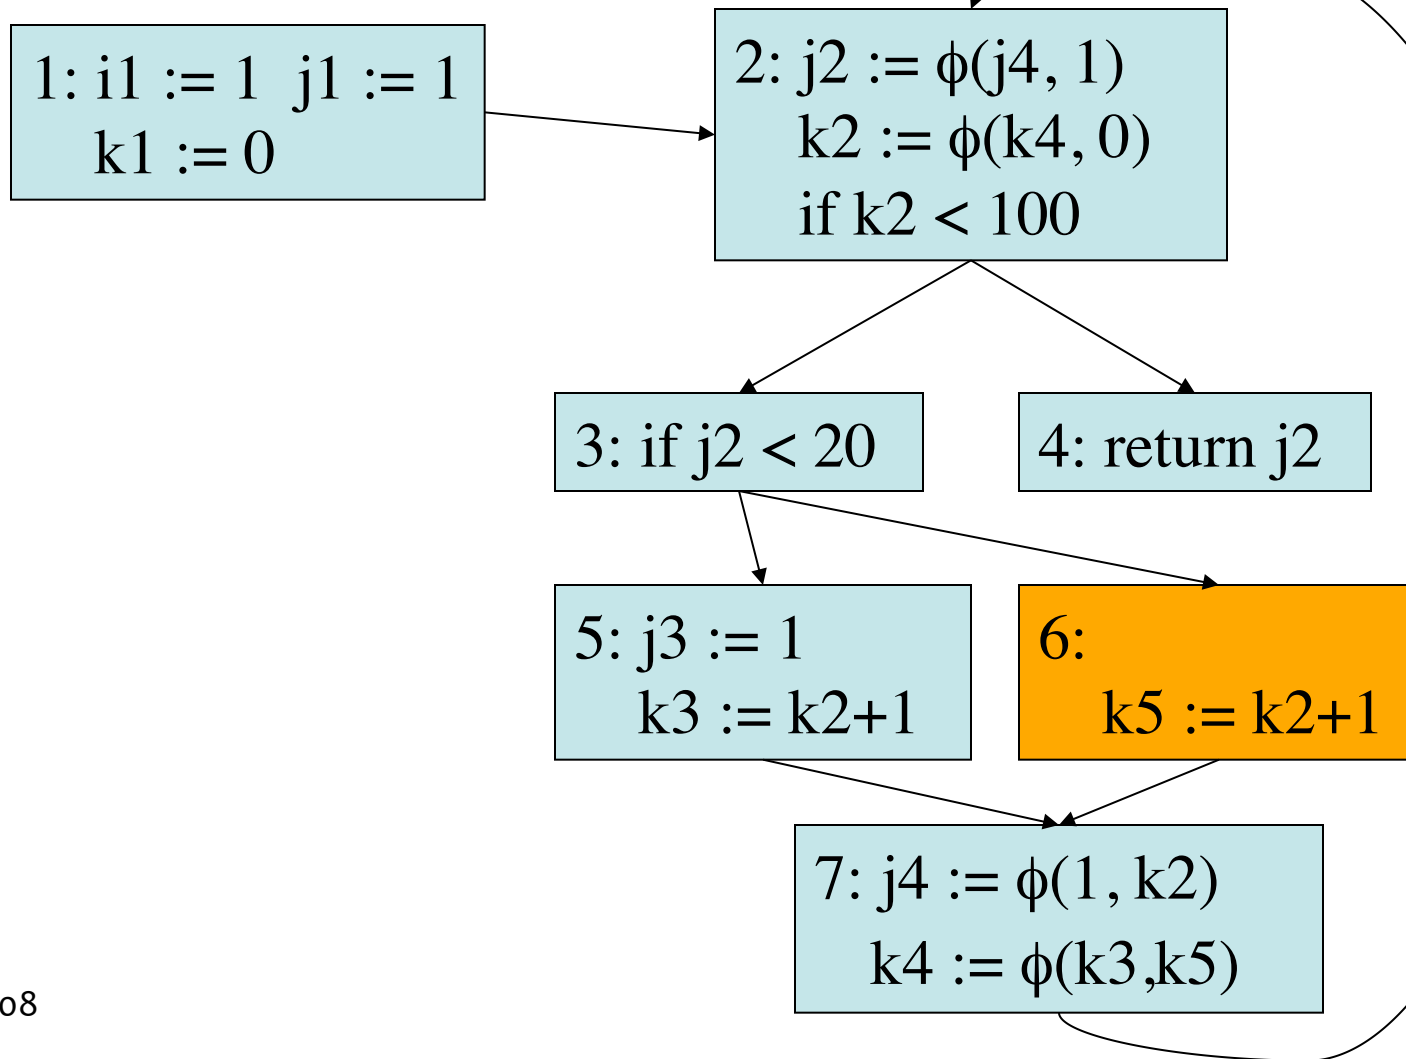 1: i1 := 1 j1 := 1
k1 := 0
2: j2 := ϕ(j4, 1)
k2 := ϕ(k4, 0)
if k2 < 100
3: if j2 < 20
4: return j2
5: j3 := 1
k3 := k2+1
6:
k5 := k2+1
7: j4 := ϕ(1, k2)
k4 := ϕ(k3,k5)
o8